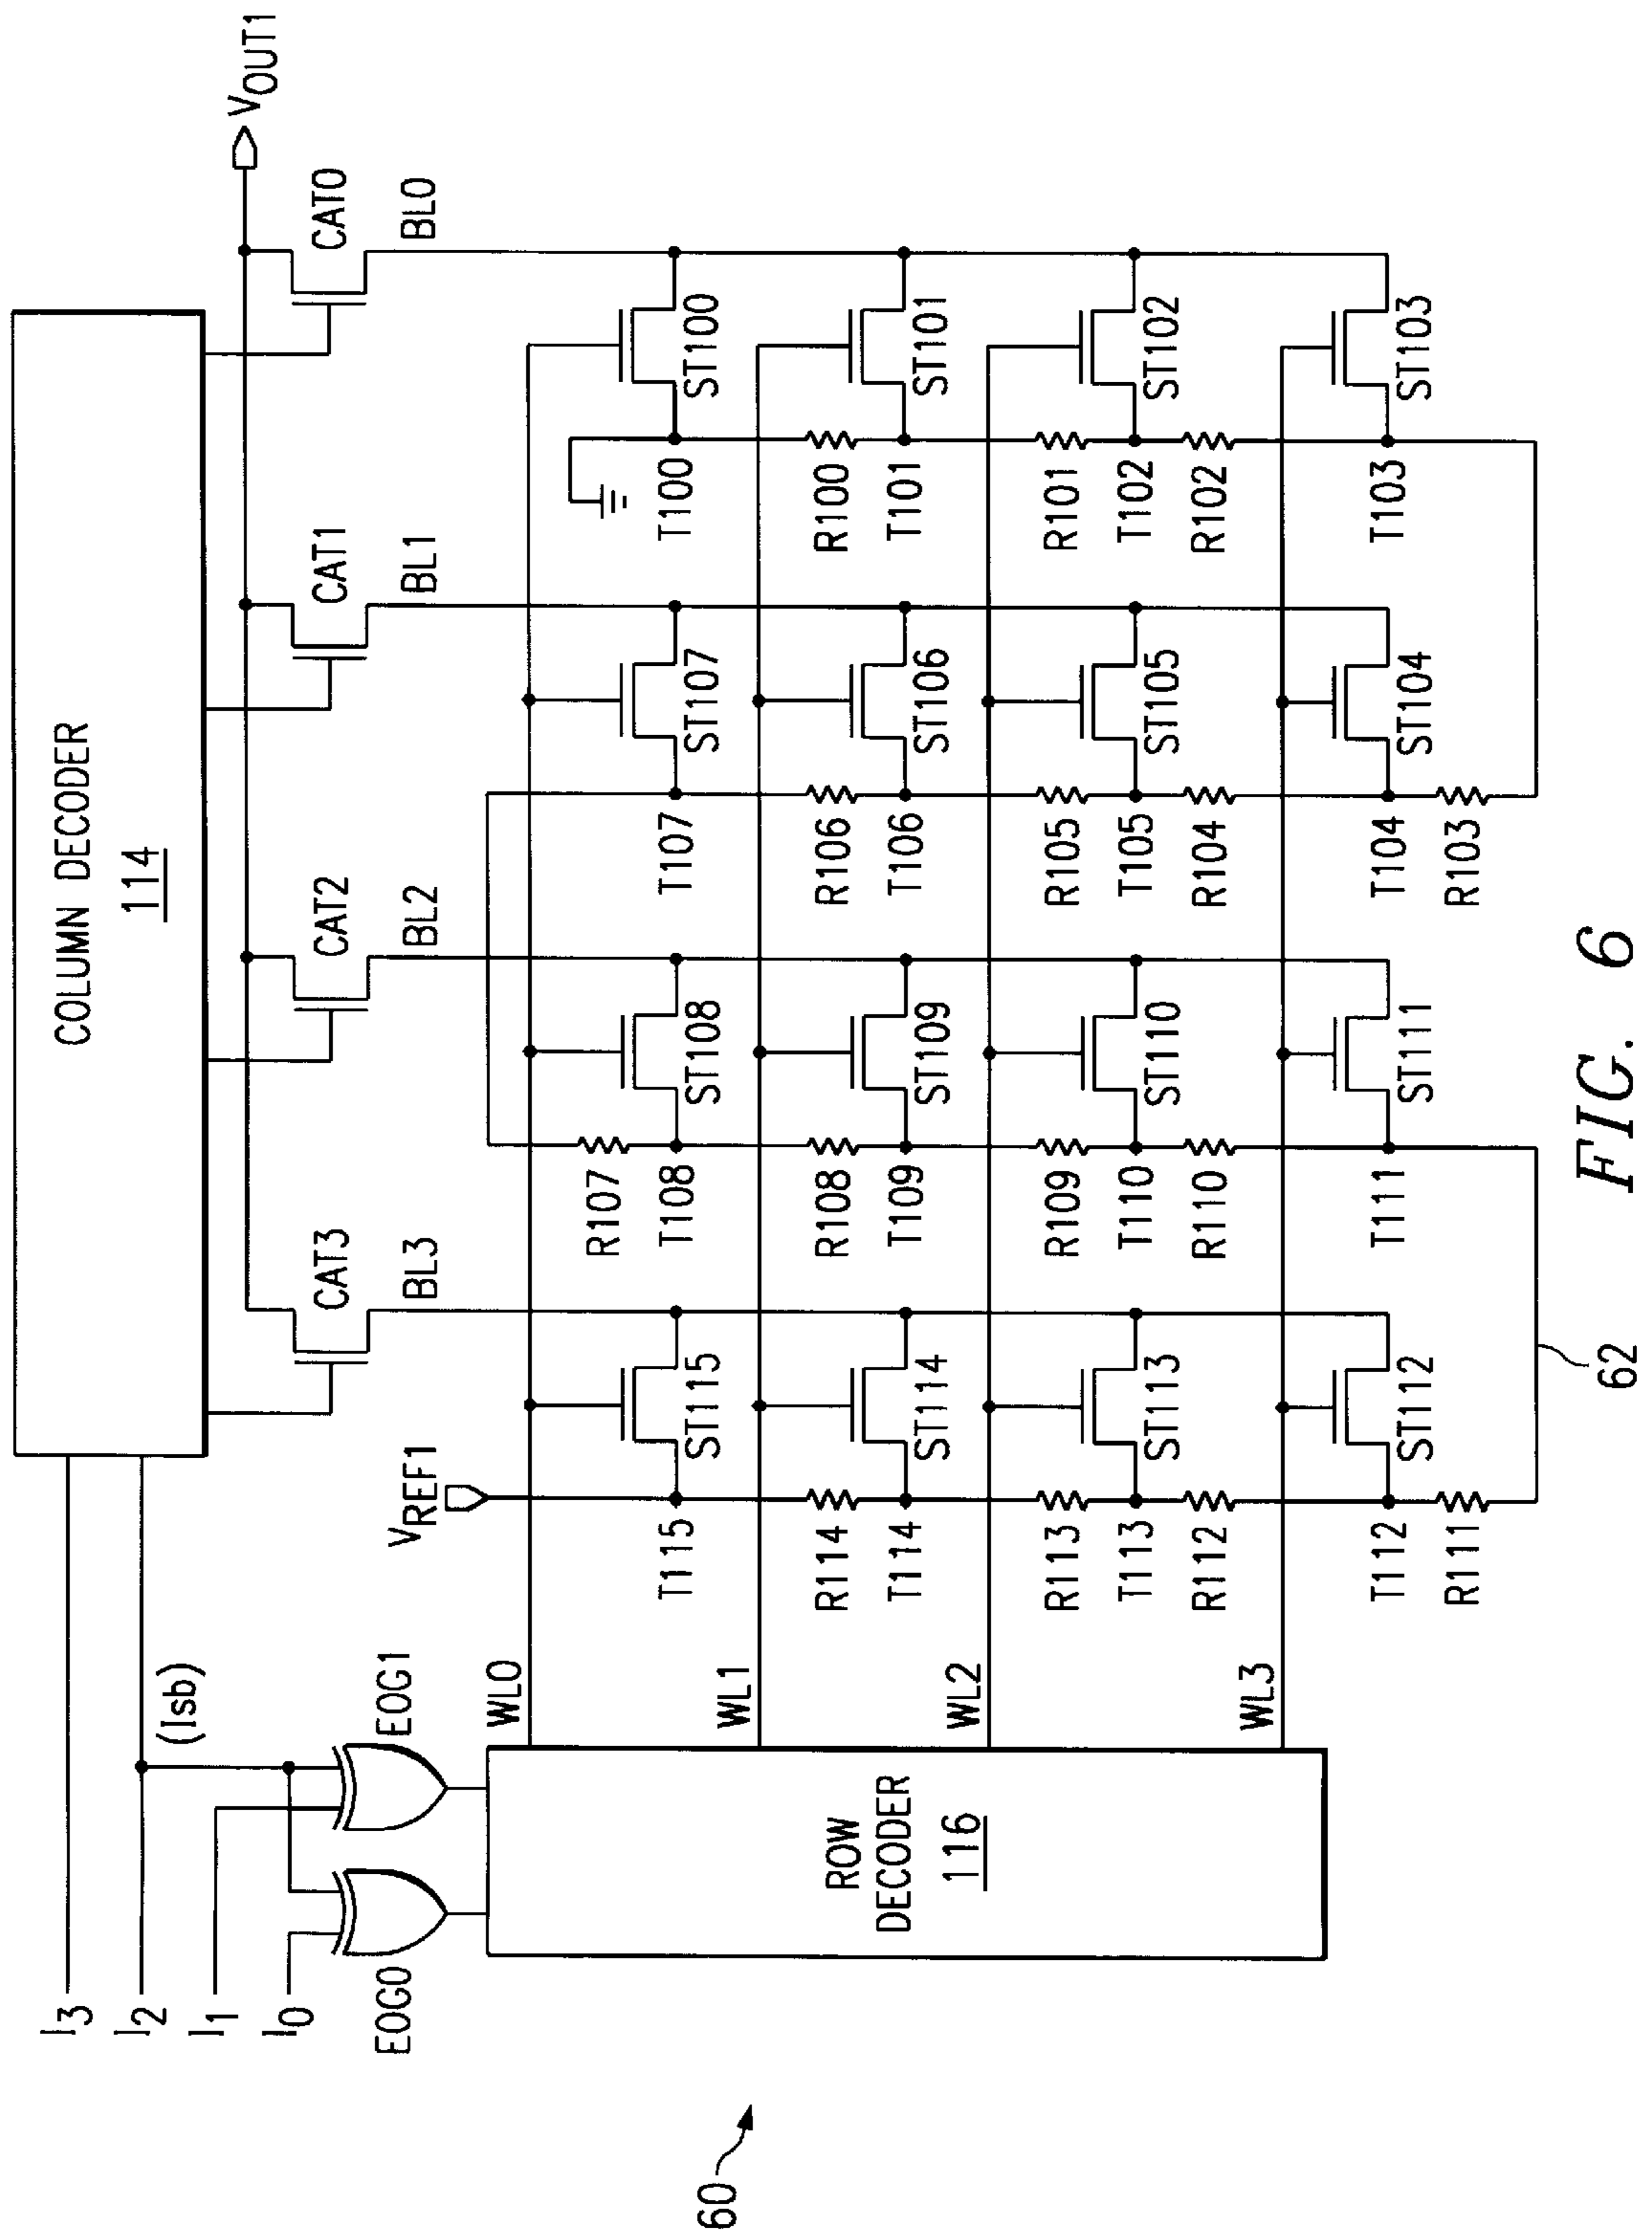 COLUMN DECODER
114
VOUT1
I3
I2
I1
I0
(lsb)
EOG0
EOG1
VREF1
CAT3
CAT2
CAT1
CAT0
BL3
BL2
BL1
BL0
WL0
R107
T115
ST115
T108
ST108
T107
ST107
T100
ST100
WL1
R114
R108
R106
R100
T114
ST114
T109
ST109
T106
ST106
T101
ST101
ROW
DECODER
116
WL2
R113
R109
R105
R101
T113
ST113
T110
ST110
T105
ST105
T102
ST102
R112
R110
R104
R102
WL3
T112
ST112
T111
ST111
T104
ST104
T103
ST103
R111
R103
60
62
FIG. 6